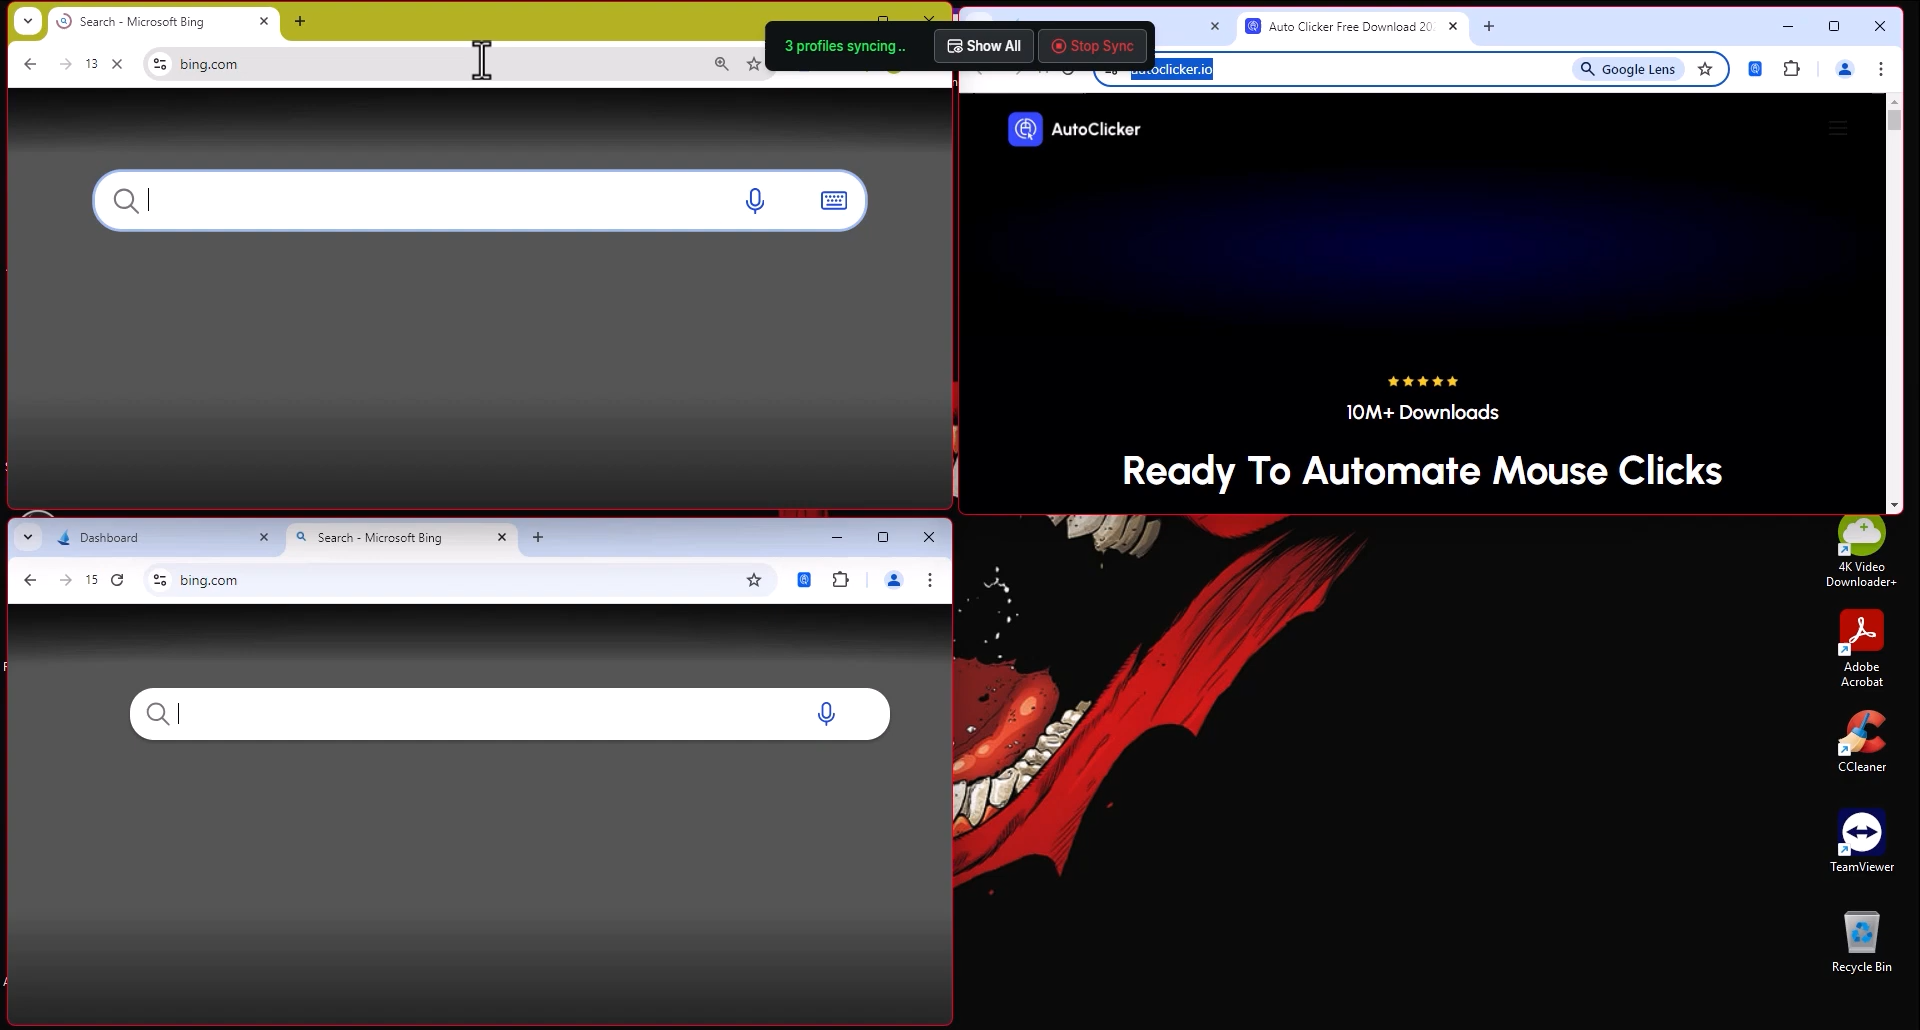 Search - Microsoft Bing
13
bing.com
3 profiles syncing..
Show All
Stop Sync
Auto Clicker Free Download 20
autoclicker.io
Google Lens
AutoClicker
10M+ Downloads
Ready To Automate Mouse Clicks
Dashboard
Search - Microsoft Bing
15
bing.com
4K Video
Downloader+
Adobe
Acrobat
CCleaner
TeamViewer
Recycle Bin